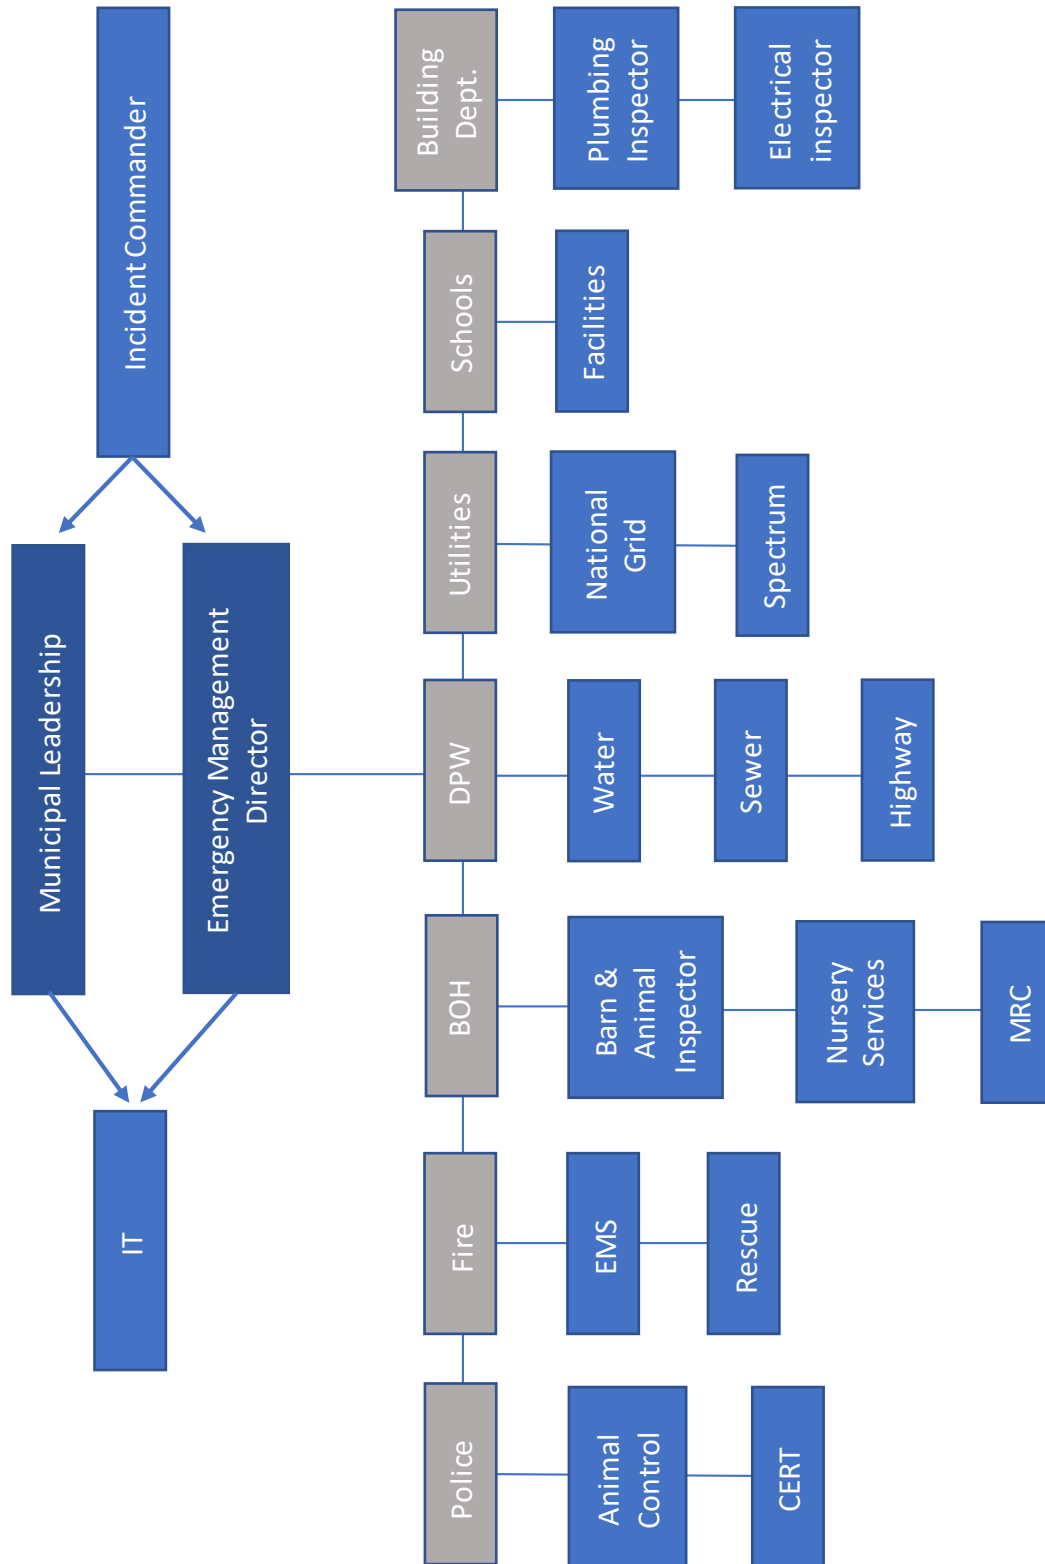 Municipal Leadership
IT
Incident Commander
Emergency Management
Director
Police
Fire
BOH
DPW
Utilities
Schools
Building
Dept.
Animal
Control
EMS
Barn &
Animal
Inspector
Water
National
Grid
Facilities
Plumbing
Inspector
CERT
Rescue
Nursery
Services
Sewer
Spectrum
Electrical
inspector
MRC
Highway